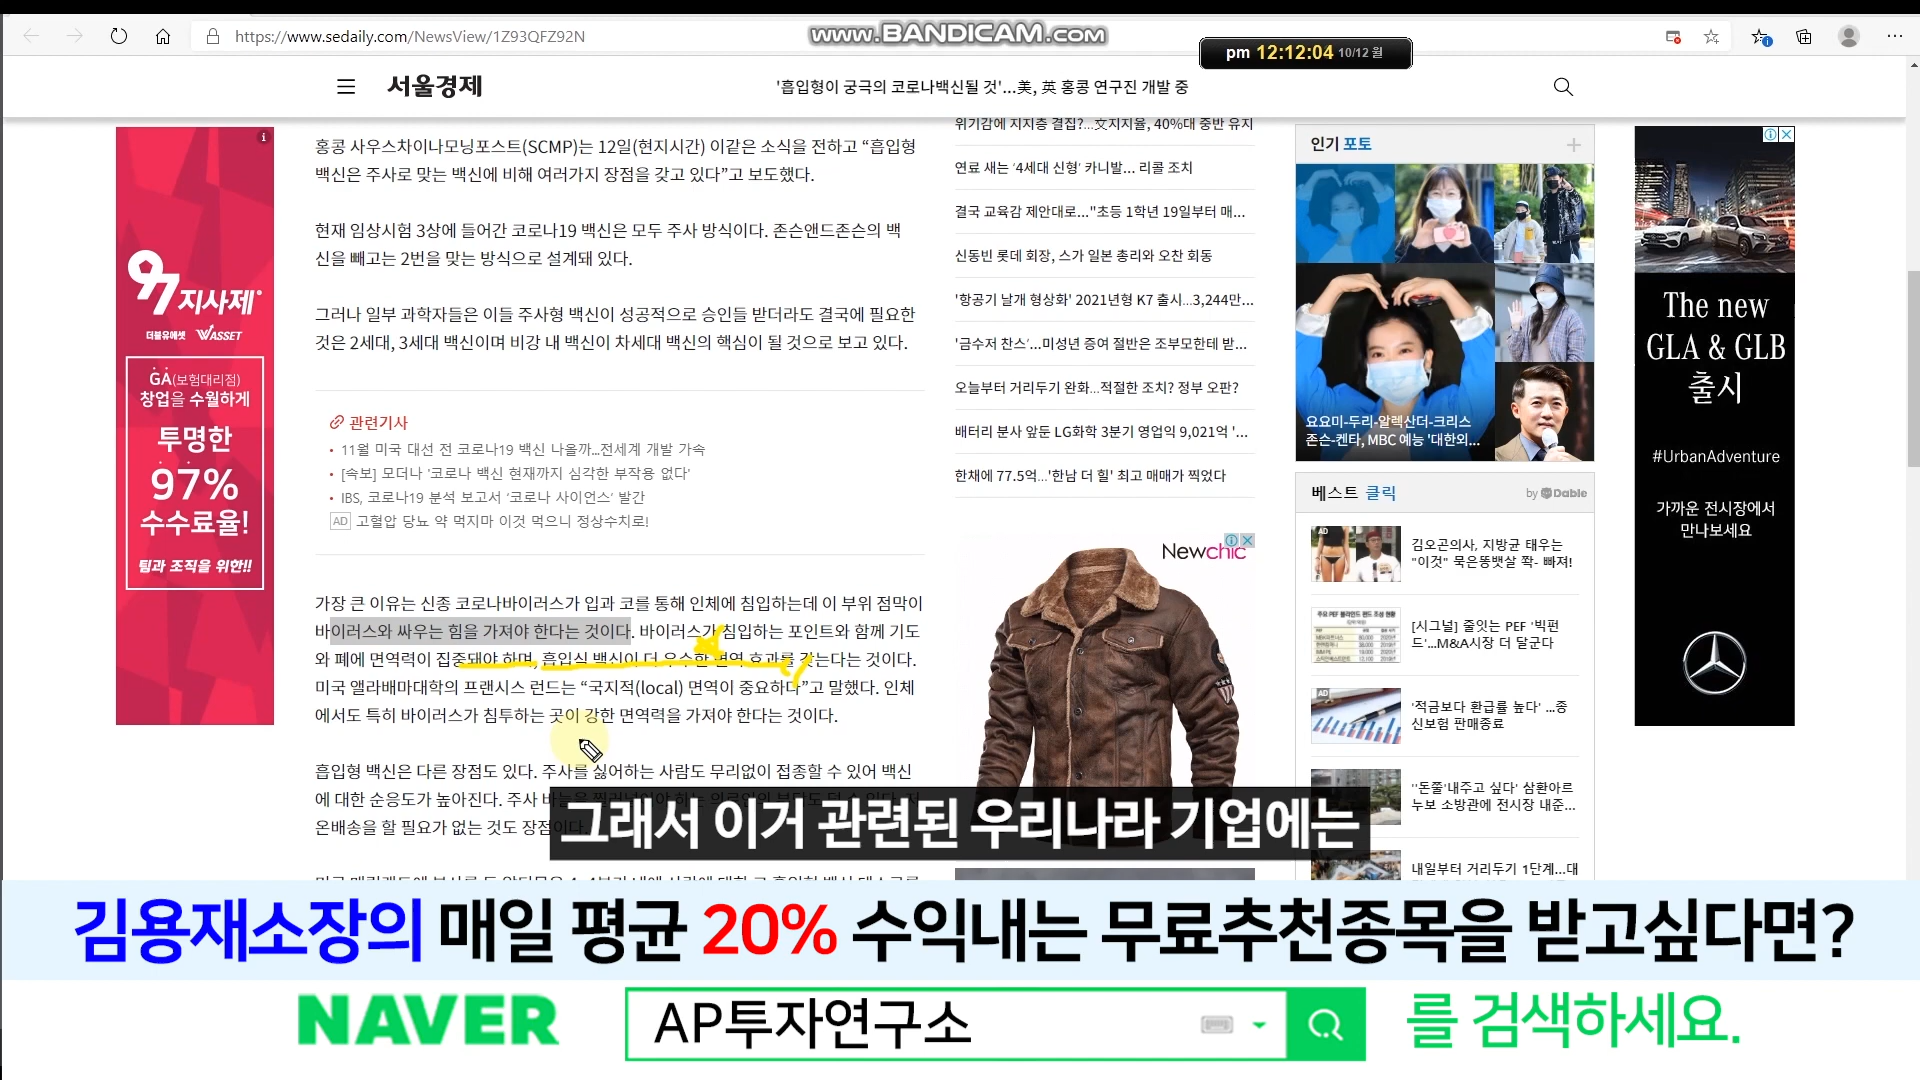 https://www.sedaily.com/NewsView/1Z93QFZ92N
www.BANDICAM.com
pm 12:12:04 10/12 월
서울경제
'흡입형이 궁극의 코로나백신될 것'...美, 英 홍콩 연구진 개발 중
97지사제
더블유에셋 WASSET
GA(보험대리점)
창업을 수월하게
투명한
97%
수수료율!
팀과 조직을 위한!!
홍콩 사우스차이나모닝포스트(SCMP)는 12일(현지시간) 이같은 소식을 전하고 “흡입형
백신은 주사로 맞는 백신에 비해 여러가지 장점을 갖고 있다”고 보도했다.
현재 임상시험 3상에 들어간 코로나19 백신은 모두 주사 방식이다. 존슨앤드존슨의 백
신을 빼고는 2번을 맞는 방식으로 설계돼 있다.
그러나 일부 과학자들은 이들 주사형 백신이 성공적으로 승인들 받더라도 결국에 필요한
것은 2세대, 3세대 백신이며 비강 내 백신이 차세대 백신의 핵심이 될 것으로 보고 있다.
관련기사
11월 미국 대선 전 코로나19 백신 나올까...전세계 개발 가속
[속보] 모더나 '코로나 백신 현재까지 심각한 부작용 없다'
IBS, 코로나19 분석 보고서 ‘코로나 사이언스’ 발간
AD 고혈압 당뇨 약 먹지마 이것 먹으니 정상수치로!
가장 큰 이유는 신종 코로나바이러스가 입과 코를 통해 인체에 침입하는데 이 부위 점막이
바이러스와 싸우는 힘을 가져야 한다는 것이다. 바이러스가 침입하는 포인트와 함께 기도
와 폐에 면역력이 집중돼야 하며, 흡입식 백신이 더 우수한 면역 효과를 갖는다는 것이다.
미국 앨라배마대학의 프랜시스 런드는 “국지적(local) 면역이 중요하다”고 말했다. 인체
에서도 특히 바이러스가 침투하는 곳이 강한 면역력을 가져야 한다는 것이다.
흡입형 백신은 다른 장점도 있다. 주사를 싫어하는 사람도 무리없이 접종할 수 있어 백신
에 대한 순응도가 높아진다. 주사
온배송을 할 필요가 없는 것도 장점이다.
위기감에 지지층 결집?...文지지율, 40%대 중반 유지
연료 새는 '4세대 신형' 카니발... 리콜 조치
결국 교육감 제안대로..."초등 1학년 19일부터 매...
신동빈 롯데 회장, 스가 일본 총리와 오찬 회동
'항공기 날개 형상화' 2021년형 K7 출시...3,244만...
'금수저 찬스'...미성년 증여 절반은 조부모한테 받...
오늘부터 거리두기 완화...적절한 조치? 정부 오판?
배터리 분사 앞둔 LG화학 3분기 영업익 9,021억 '...
한채에 77.5억...'한남 더 힐' 최고 매매가 찍었다
Newchic
인기 포토
요요미-두리-알렉산더-크리스
존슨-켄타, MBC 예능 '대한외...
베스트 클릭
by Dable
AD
김오곤의사, 지방균 태우는
"이것" 묵은똥뱃살 쫙- 빠져!
[시그널] 줄잇는 PEF '빅펀
드'...M&A시장 더 달군다
AD
'적금보다 환급률 높다' ...종
신보험 판매종료
''돈쭐'내주고 싶다' 삼환아르
누보 소방관에 전시장 내준...
내일부터 거리두기 1단계...대
The new
GLA & GLB
출시
#UrbanAdventure
가까운 전시장에서
만나보세요
그래서 이거 관련된 우리나라 기업에는
김용재소장의 매일 평균 20% 수익내는 무료추천종목을 받고싶다면?
NAVER AP투자연구소 를 검색하세요.